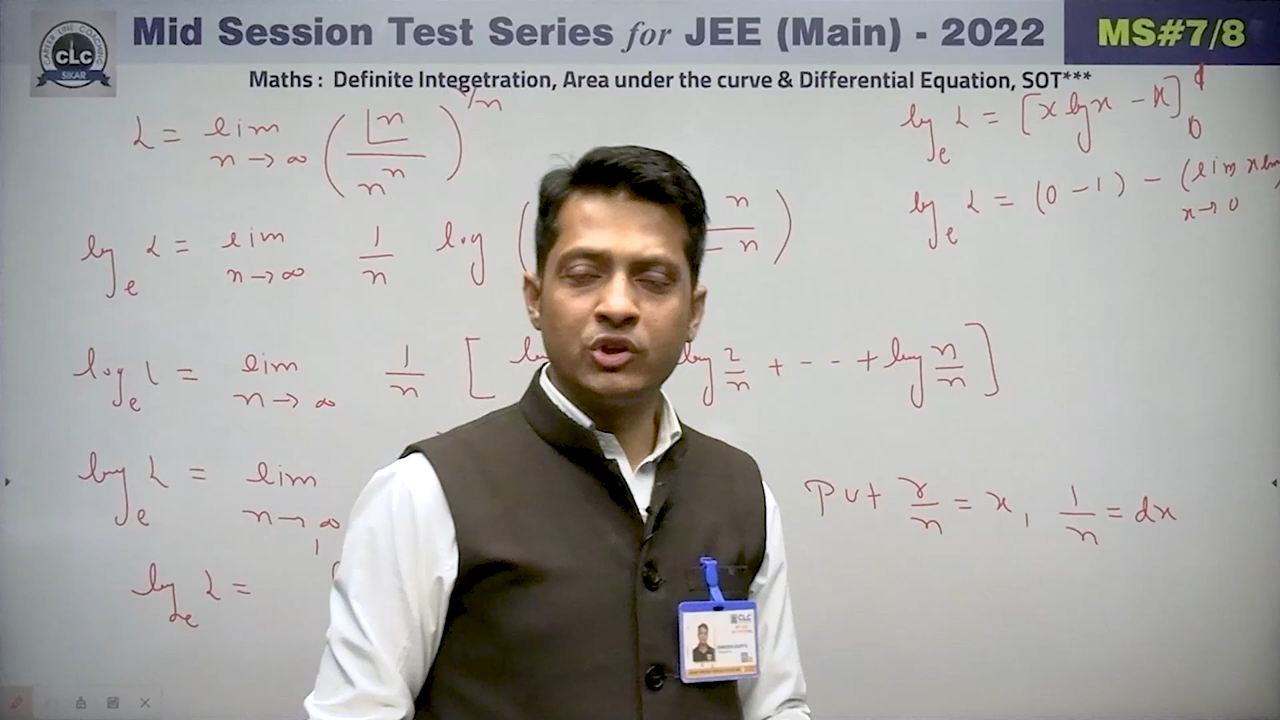 Mid Session Test Series for JEE (Main) - 2022
MS#7/8
CLC
SIKAR
Maths : Definite Integetration, Area under the curve & Differential Equation, SOT***
L = lim n→∞ (⌊n / n^n)^1/n
log_e L = lim n→∞ 1/n log ( n / n )
log_e L = lim n→∞ 1/n [ log 2/n + --- + log n/n ]
log_e L = lim n→∞
Put r/n = x, 1/n = dx
log_e L =
log_e L = [x log x - x]
log_e L = (0 - 1) - (lim x→0 x
CLC